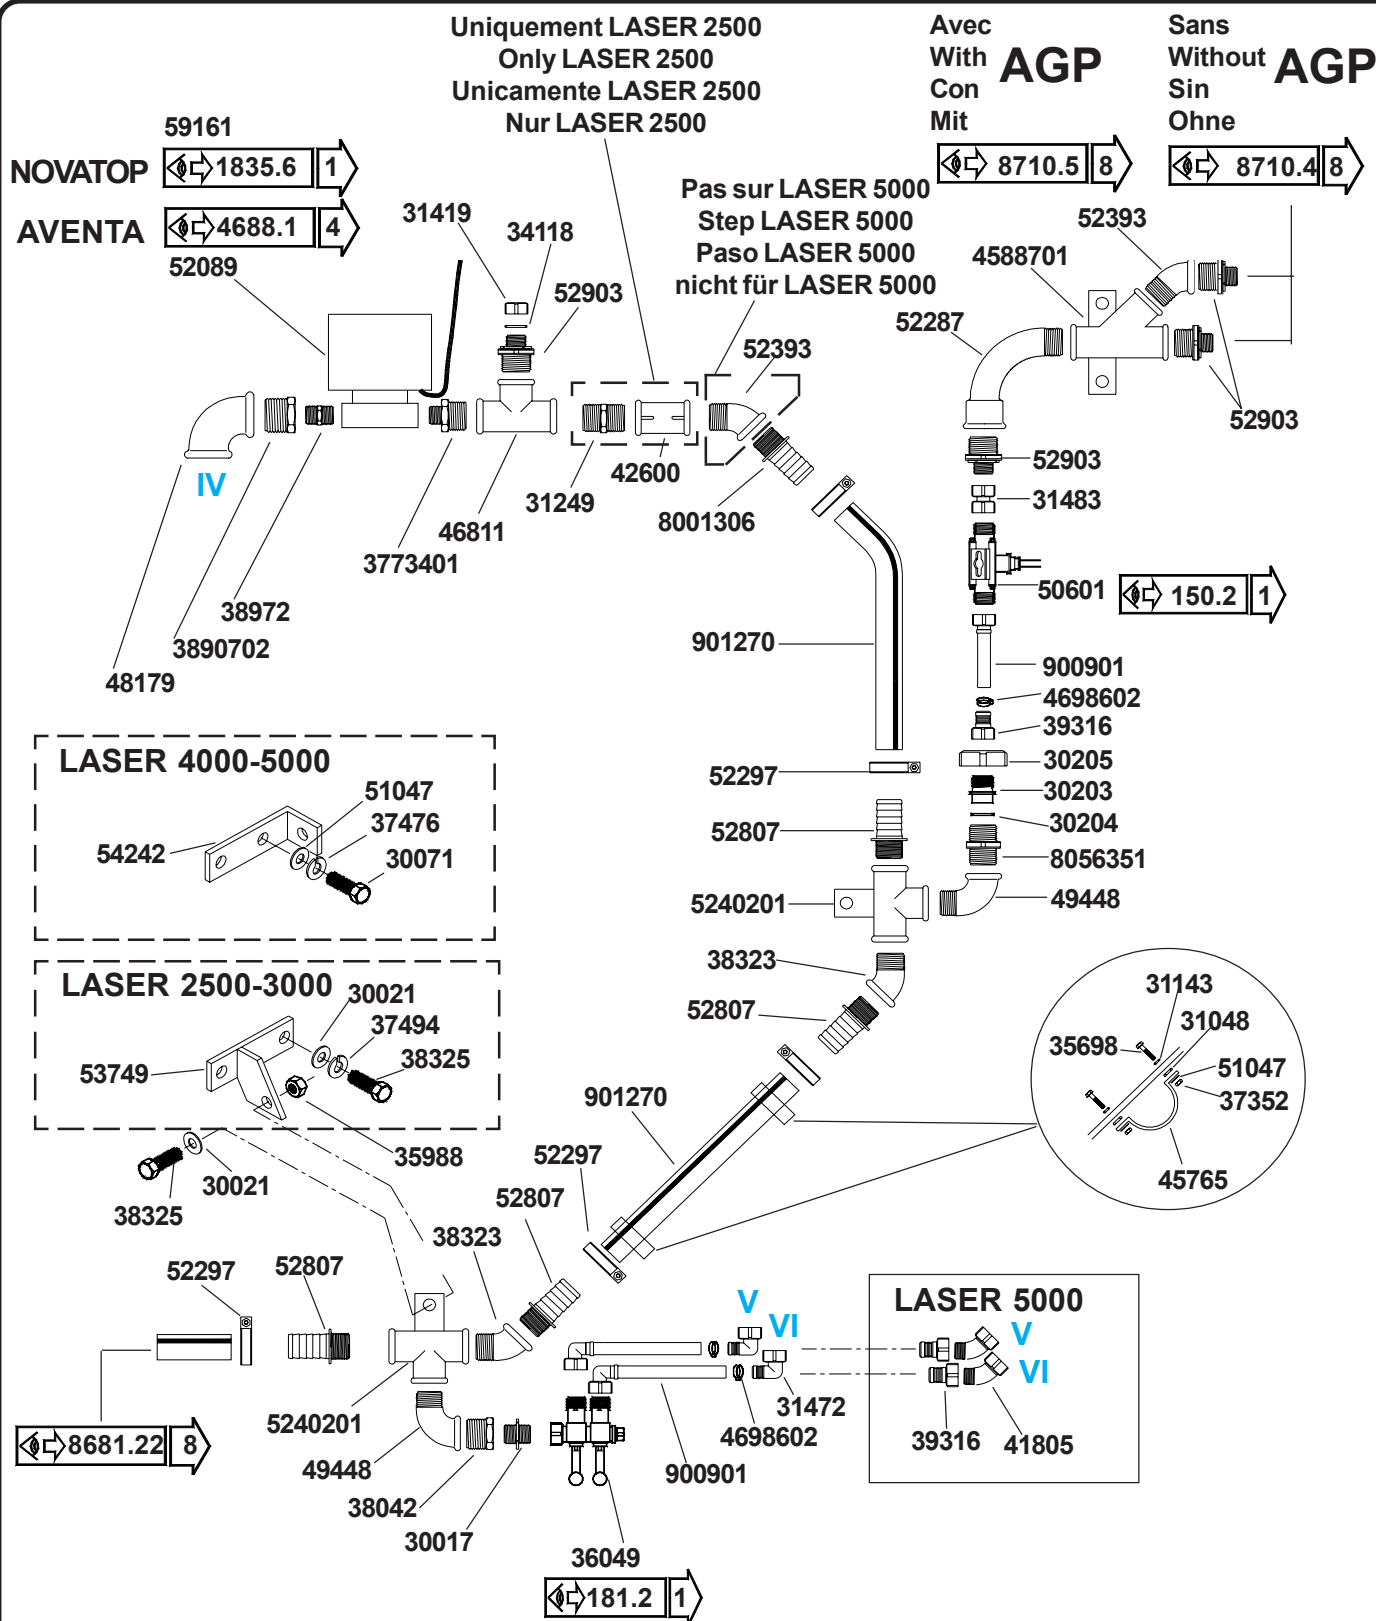 Uniquement LASER 2500
Only LASER 2500
Unicamente LASER 2500
Nur LASER 2500
Avec
With
Con
Mit
AGP
Sans
Without
Sin
Ohne
AGP
59161
NOVATOP
1835.6 1
AVENTA
4688.1 4
52089
8710.5 8
8710.4 8
Pas sur LASER 5000
Step LASER 5000
Paso LASER 5000
nicht für LASER 5000
31419
34118
52903
52393
52393
4588701
52287
52903
IV
42600
31249
8001306
46811
3773401
38972
3890702
48179
52903
31483
50601
150.2 1
901270
900901
4698602
39316
30205
30203
30204
8056351
49448
52297
52807
5240201
38323
52807
LASER 4000-5000
51047
37476
30071
54242
LASER 2500-3000
30021
37494
38325
53749
35988
30021
38325
31143
31048
35698
51047
37352
45765
901270
52297
52807
38323
52297
52807
8681.22 8
5240201
49448
38042
30017
V
VI
31472
4698602
900901
36049
181.2 1
LASER 5000
V
VI
39316
41805